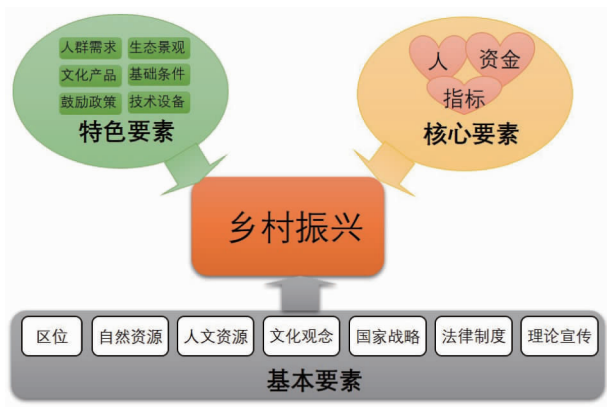 人群需求 生态景观
文化产品 基础条件
鼓励政策 技术设备
特色要素
人 资金
指标
核心要素
乡村振兴
区位 自然资源 人文资源 文化观念 国家战略 法律制度 理论宣传
基本要素